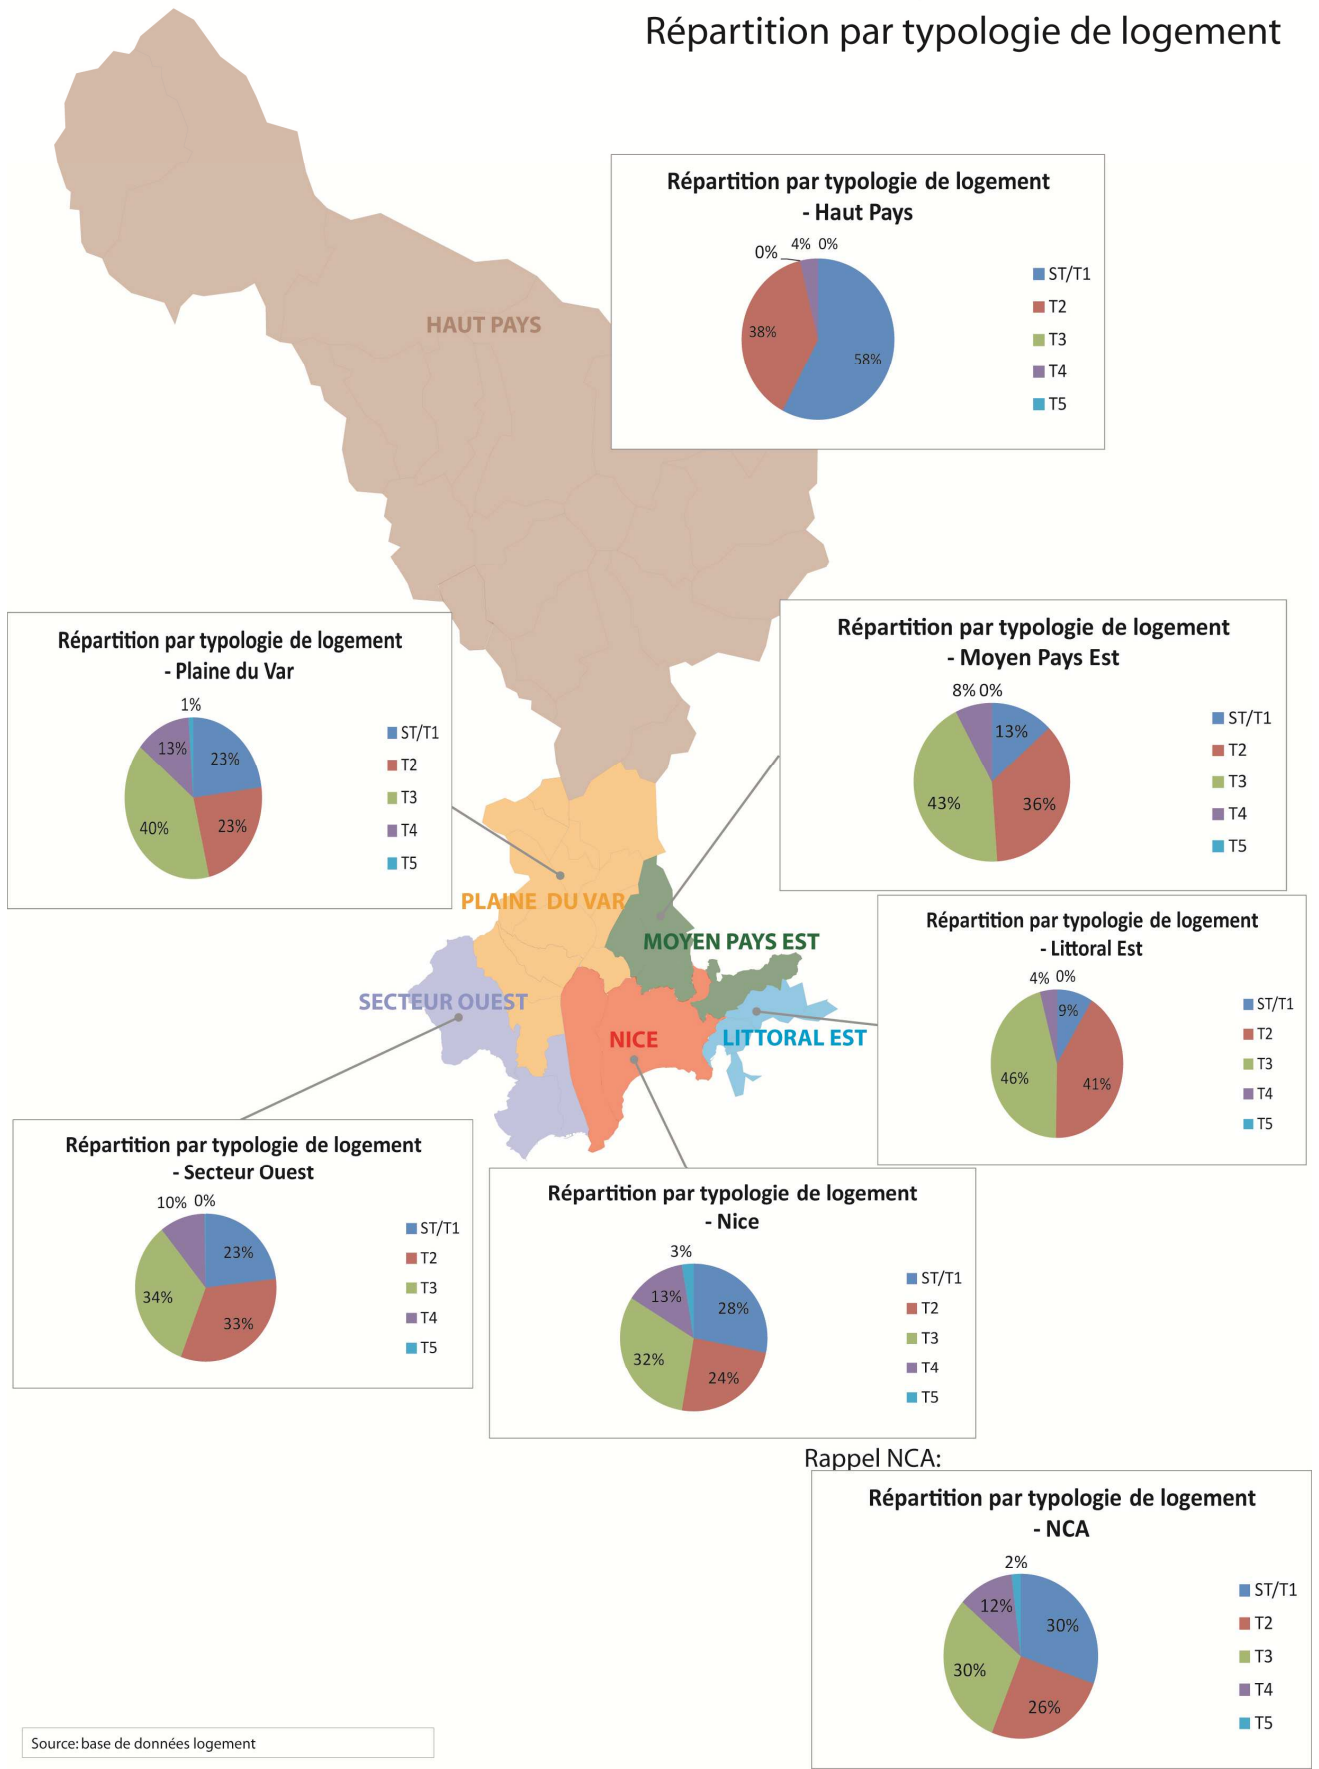 Répartition par typologie de logement
Répartition par typologie de logement
- Haut Pays
0% 4% 0%
38%
58%
ST/T1
T2
T3
T4
T5
HAUT PAYS
Répartition par typologie de logement
- Plaine du Var
1%
13%
23%
40%
23%
ST/T1
T2
T3
T4
T5
Répartition par typologie de logement
- Moyen Pays Est
8% 0%
13%
43%
36%
ST/T1
T2
T3
T4
T5
PLAINE DU VAR
MOYEN PAYS EST
SECTEUR OUEST
NICE
LITTORAL EST
Répartition par typologie de logement
- Littoral Est
4% 0%
9%
46%
41%
ST/T1
T2
T3
T4
T5
Répartition par typologie de logement
- Secteur Ouest
10% 0%
23%
34%
33%
ST/T1
T2
T3
T4
T5
Répartition par typologie de logement
- Nice
3%
13%
28%
32%
24%
ST/T1
T2
T3
T4
T5
Rappel NCA:
Répartition par typologie de logement
- NCA
2%
12%
30%
30%
26%
ST/T1
T2
T3
T4
T5
Source: base de données logement